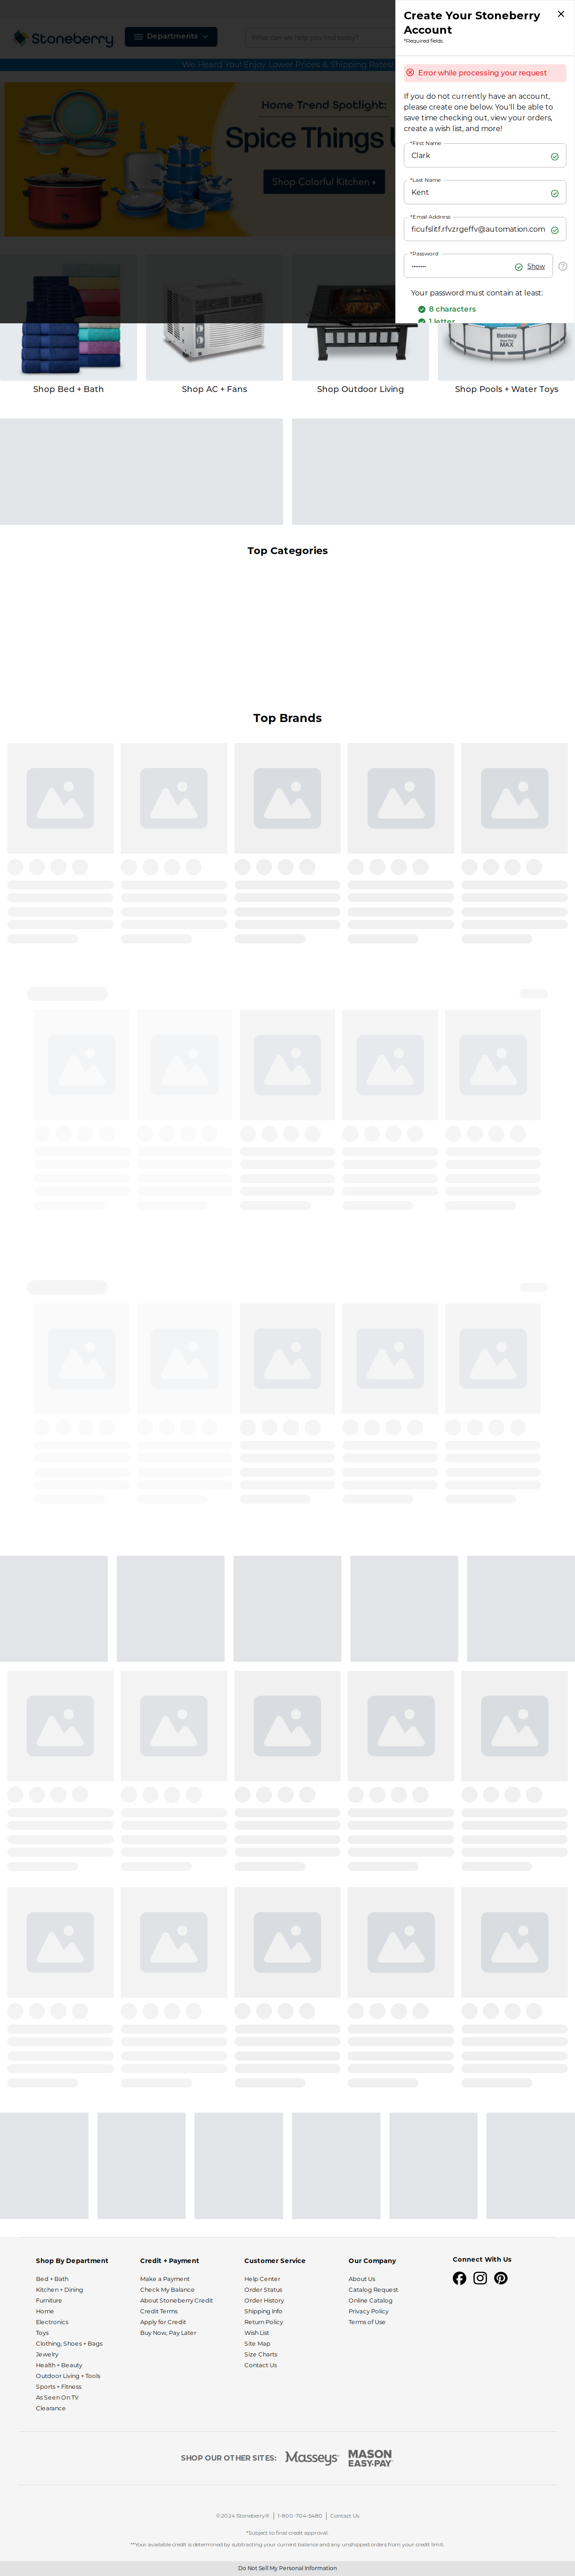 Stoneberry
Departments
What can we help you find today?
We Heard You! Enjoy Lower Prices & Shipping Rates!
Home Trend Spotlight:
Spice Things U
Shop Colorful Kitchen
Create Your Stoneberry
Account
*Required fields
Error while processing your request
If you do not currently have an account,
please create one below. You'll be able to
save time checking out, view your orders,
create a wish list, and more!
*First Name
Clark
*Last Name
Kent
*Email Address
ficufslitf.rfvzrgeffv@automation.com
*Password
Show
Your password must contain at least:
8 characters
1 letter
Bestway
MAX
Shop Bed + Bath
Shop AC + Fans
Shop Outdoor Living
Shop Pools + Water Toys
Top Categories
Top Brands
Shop By Department
Bed + Bath
Kitchen + Dining
Furniture
Home
Electronics
Toys
Clothing, Shoes + Bags
Jewelry
Health + Beauty
Outdoor Living + Tools
Sports + Fitness
As Seen On TV
Clearance
Credit + Payment
Make a Payment
Check My Balance
About Stoneberry Credit
Credit Terms
Apply for Credit
Buy Now, Pay Later
Customer Service
Help Center
Order Status
Order History
Shipping Info
Return Policy
Wish List
Site Map
Size Charts
Contact Us
Our Company
About Us
Catalog Request
Online Catalog
Privacy Policy
Terms of Use
Connect With Us
SHOP OUR OTHER SITES:
Masseys
MASON
EASY•PAY
©2024 Stoneberry®
1-800-704-5480
Contact Us
*Subject to final credit approval.
**Your available credit is determined by subtracting your current balance and any unshipped orders from your credit limit.
Do Not Sell My Personal Information